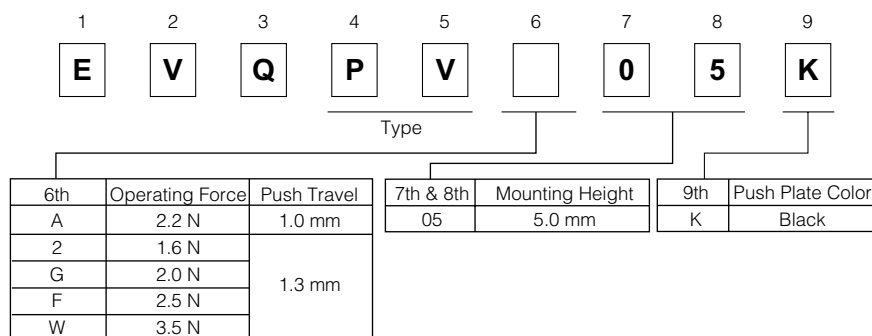 1 2 3 4 5 6 7 8 9
E V Q P V 0 5 K
Type
6th Operating Force Push Travel
A 2.2 N 1.0 mm
2 1.6 N
G 2.0 N
1.3 mm
F 2.5 N
W 3.5 N
7th & 8th Mounting Height
05 5.0 mm
9th Push Plate Color
K Black